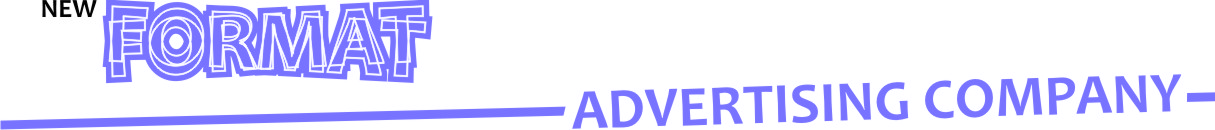 NEW FORMAT
ADVERTISING COMPANY